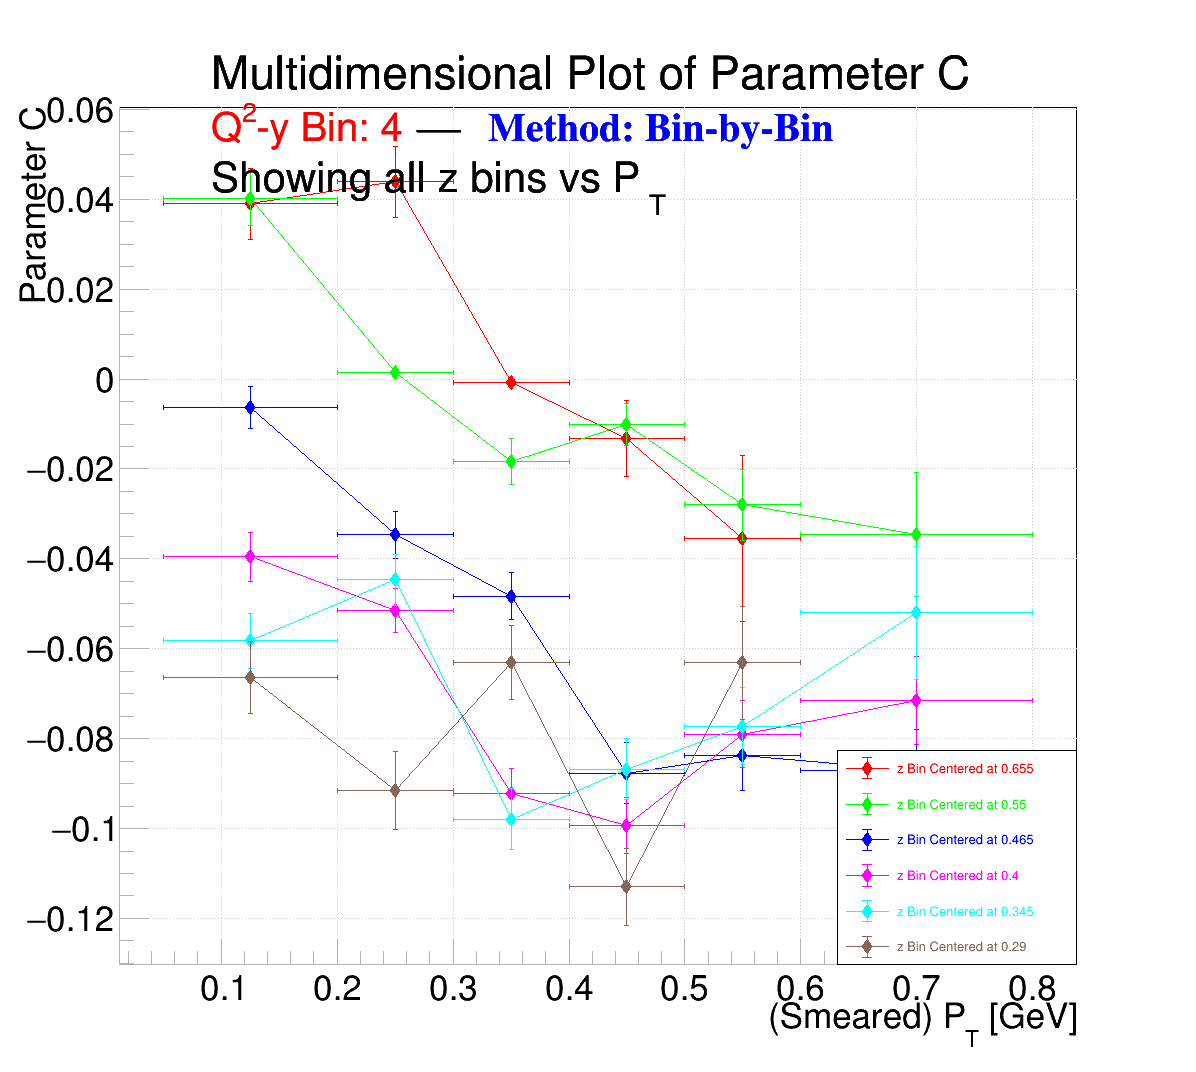 Multidimensional Plot of Parameter C
Q2-y Bin: 4 — Method: Bin-by-Bin
Showing all z bins vs PT
Parameter C
0.06
0.04
0.02
0
−0.02
−0.04
−0.06
−0.08
−0.1
−0.12
z Bin Centered at 0.655
z Bin Centered at 0.55
z Bin Centered at 0.465
z Bin Centered at 0.4
z Bin Centered at 0.345
z Bin Centered at 0.29
0.1 0.2 0.3 0.4 0.5 0.6 0.7 0.8
(Smeared) PT [GeV]